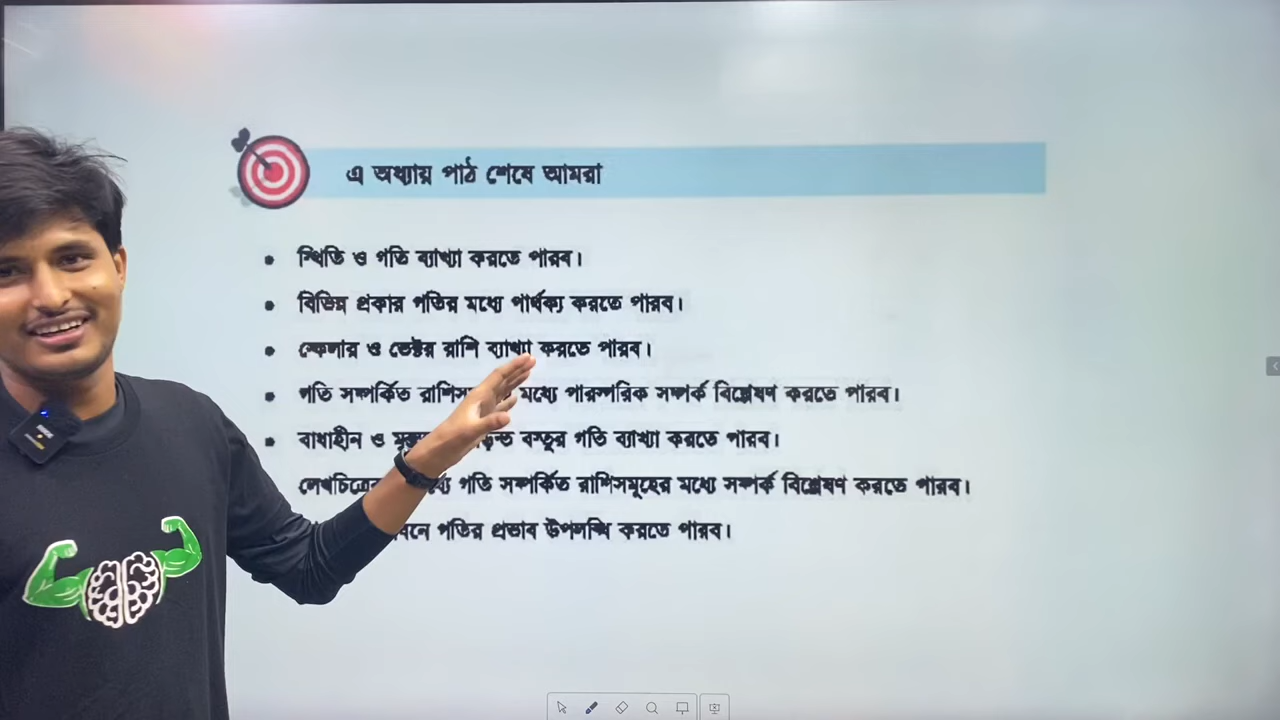 এ অধ্যায় পাঠ শেষে আমরা
স্থিতি ও গতি ব্যাখ্যা করতে পারব।
বিভিন্ন প্রকার গতির মধ্যে পার্থক্য করতে পারব।
স্কেলার ও ভেক্টর রাশি ব্যাখ্যা করতে পারব।
গতি সম্পর্কিত মধ্যে পারস্পরিক সম্পর্ক বিশ্লেষণ করতে পারব।
বাধাহীন ও বস্তুর গতি ব্যাখ্যা করতে পারব।
গতি সম্পর্কিত রাশিসমূহের মধ্যে সম্পর্ক বিশ্লেষণ করতে পারব।
গতির প্রভাব উপলব্ধি করতে পারব।